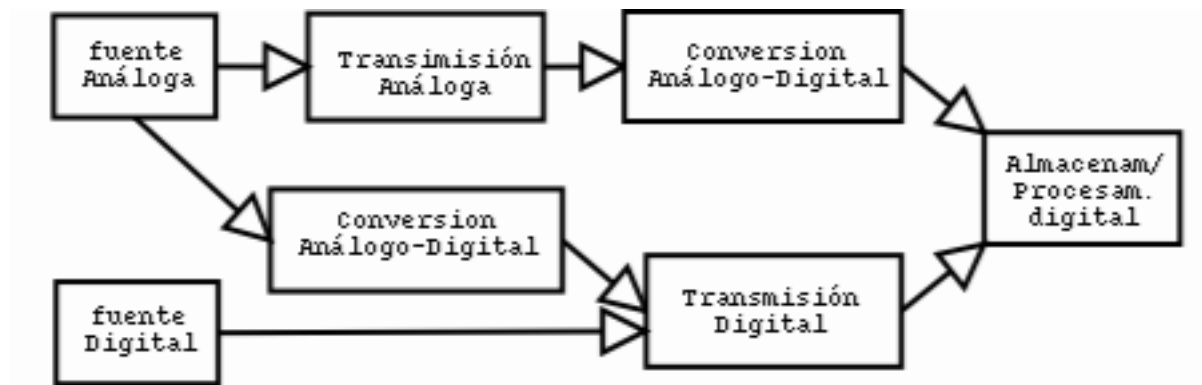 fuente
Análoga
Transimisión
Análoga
Conversion
Análogo-Digital
Almacenam/
Procesam.
digital
Conversion
Análogo-Digital
fuente
Digital
Transmisión
Digital